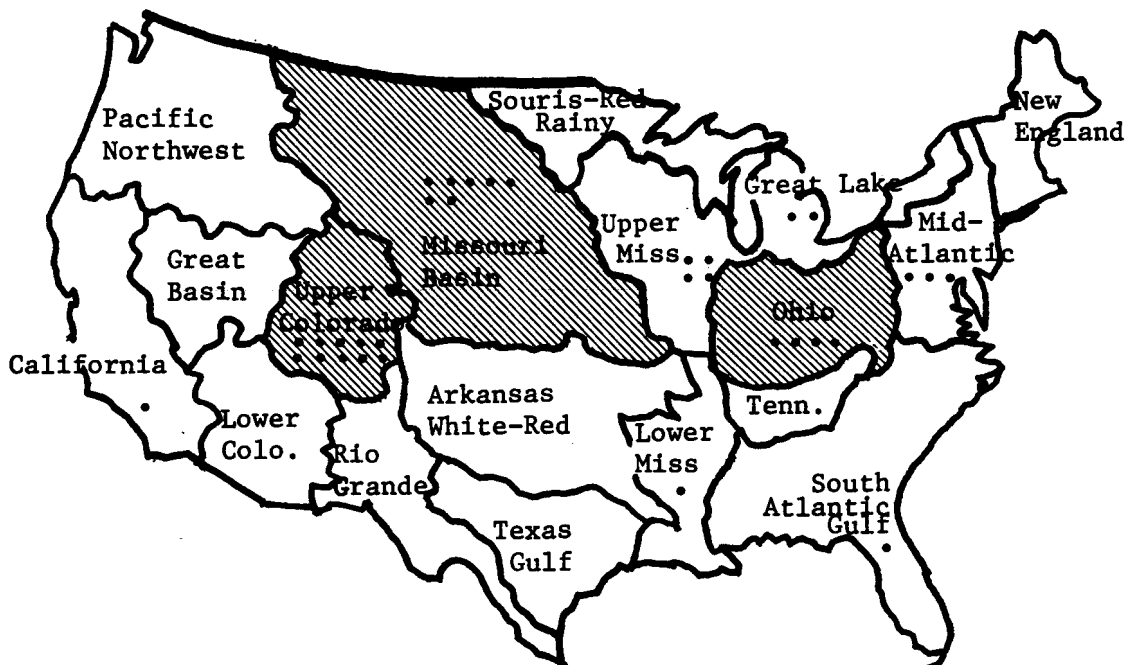 Pacific
Northwest
Souris-Red
Rainy
New
England
Great Lake
Upper
Miss.
Mid-
Atlantic
Great
Basin
Missouri
Basin
Upper
Colorado
Ohio
California
Arkansas
White-Red
Tenn.
Lower
Colo.
Rio
Grande
Lower
Miss
South
Atlantic
Gulf
Texas
Gulf